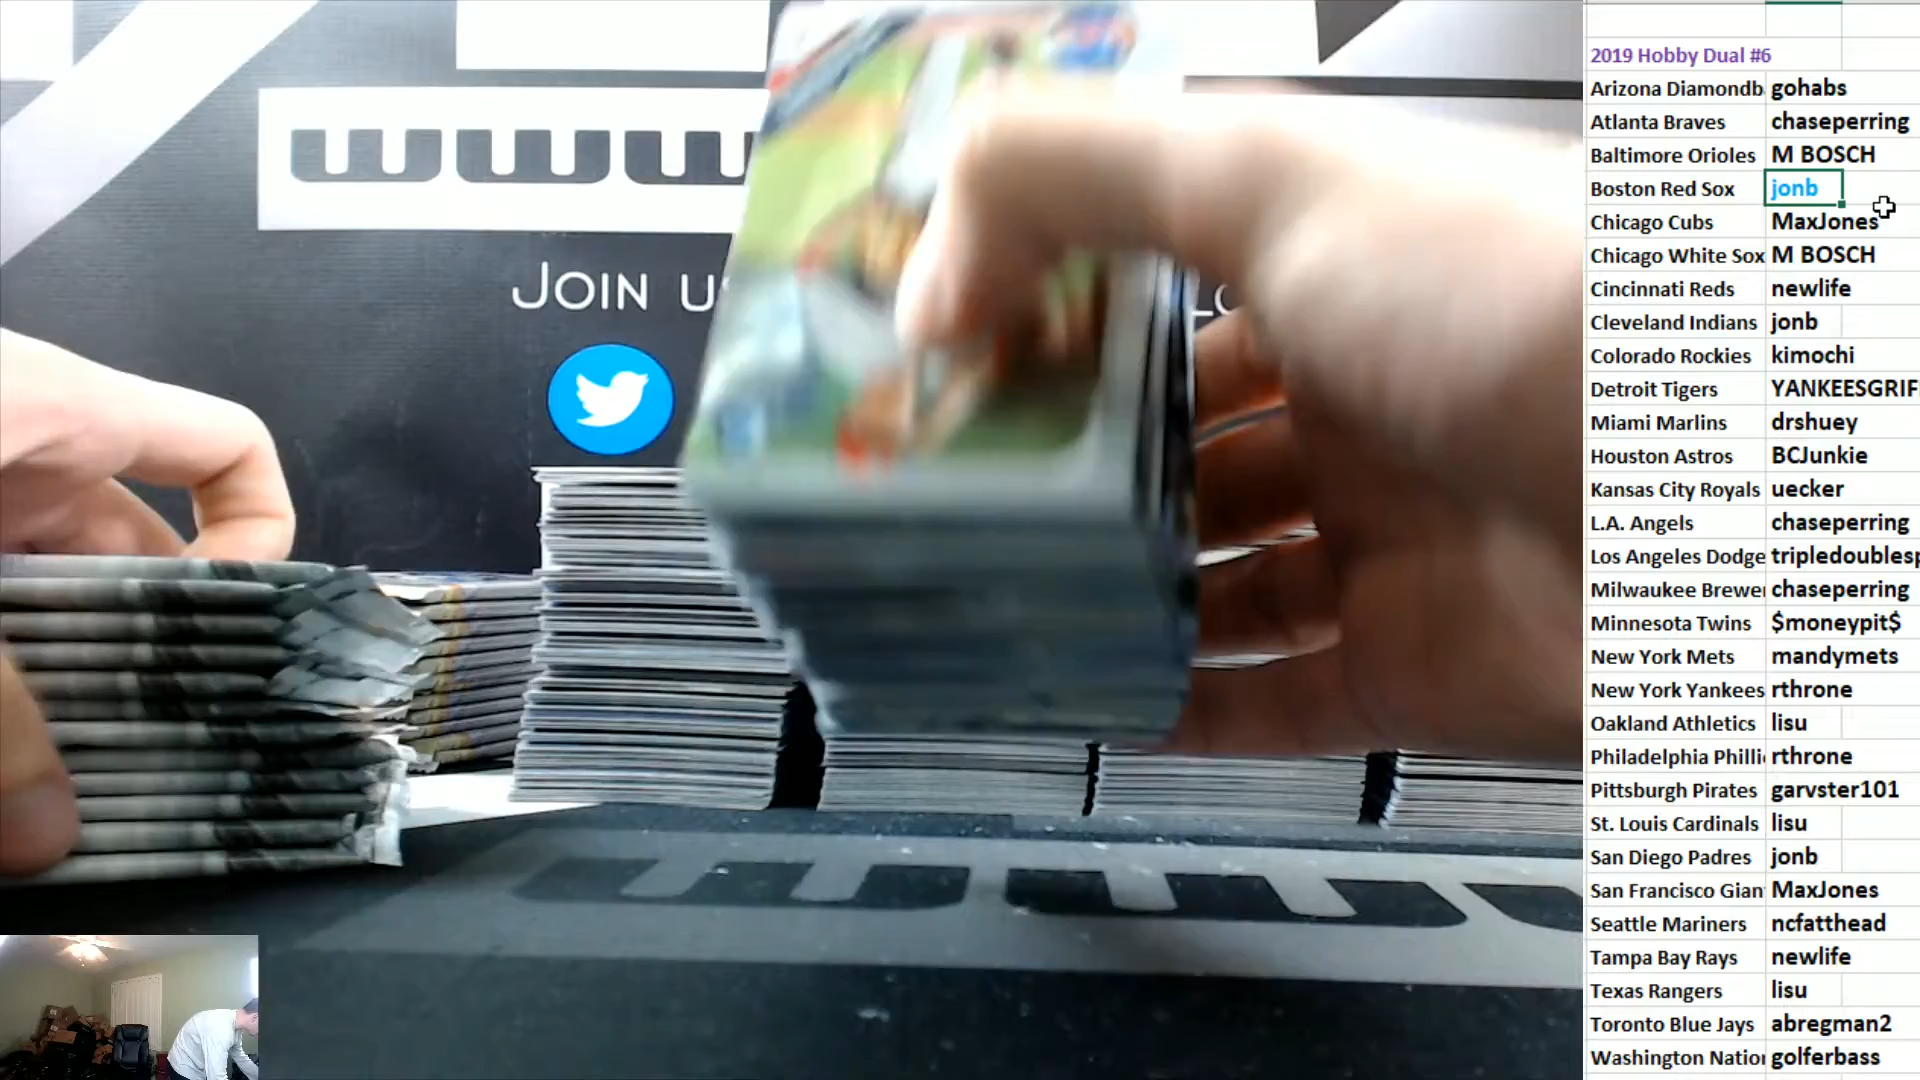 2019 Hobby Dual #6
Arizona Diamondb gohabs
Atlanta Braves chaseperring
Baltimore Orioles M BOSCH
Boston Red Sox jonb
Chicago Cubs MaxJones
Chicago White Sox M BOSCH
Cincinnati Reds newlife
Cleveland Indians jonb
Colorado Rockies kimochi
Detroit Tigers YANKEESGRIF
Miami Marlins drshuey
Houston Astros BCJunkie
Kansas City Royals uecker
L.A. Angels chaseperring
Los Angeles Dodge tripledoublesp
Milwaukee Brewe chaseperring
Minnesota Twins $moneypit$
New York Mets mandymets
New York Yankees rthrone
Oakland Athletics lisu
Philadelphia Philli rthrone
Pittsburgh Pirates garvster101
St. Louis Cardinals lisu
San Diego Padres jonb
San Francisco Gian MaxJones
Seattle Mariners ncfatthead
Tampa Bay Rays newlife
Texas Rangers lisu
Toronto Blue Jays abregman2
Washington Natio golferbass
www
JOIN U